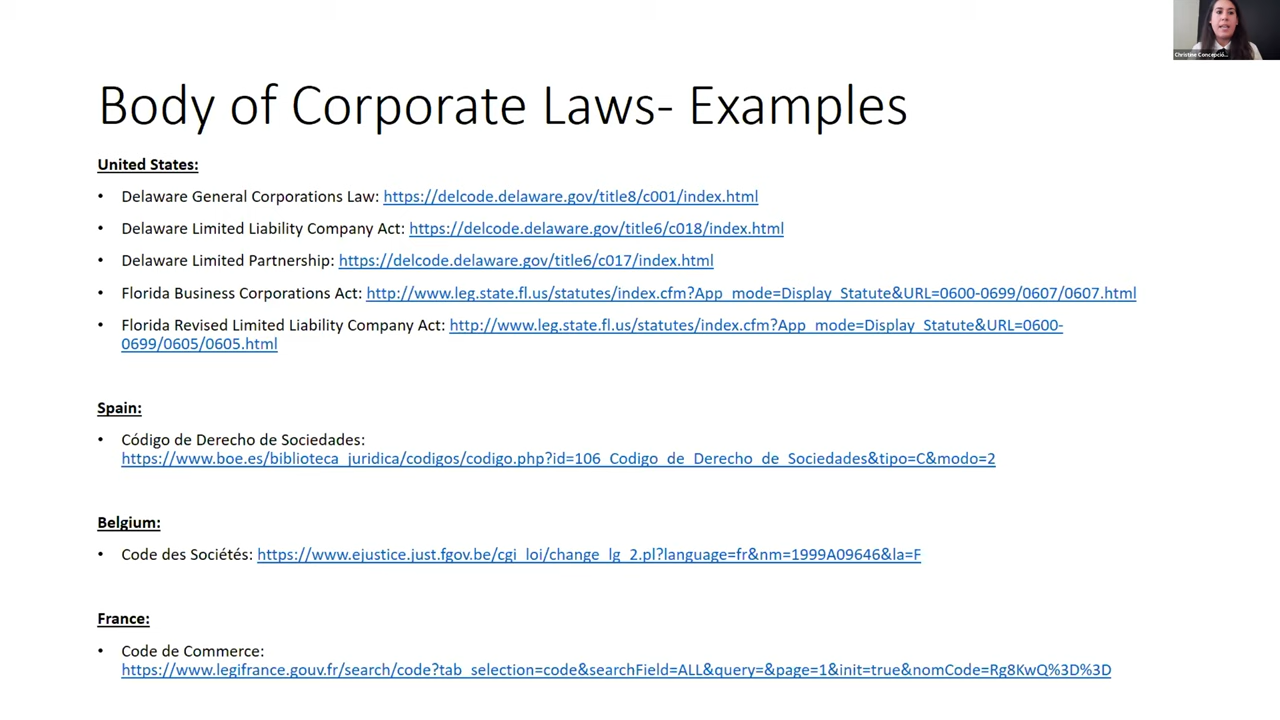 Christine Concepció...
Body of Corporate Laws- Examples
United States:
• Delaware General Corporations Law: https://delcode.delaware.gov/title8/c001/index.html
• Delaware Limited Liability Company Act: https://delcode.delaware.gov/title6/c018/index.html
• Delaware Limited Partnership: https://delcode.delaware.gov/title6/c017/index.html
• Florida Business Corporations Act: http://www.leg.state.fl.us/statutes/index.cfm?App_mode=Display_Statute&URL=0600-0699/0607/0607.html
• Florida Revised Limited Liability Company Act: http://www.leg.state.fl.us/statutes/index.cfm?App_mode=Display_Statute&URL=0600-
0699/0605/0605.html
Spain:
• Código de Derecho de Sociedades:
https://www.boe.es/biblioteca_juridica/codigos/codigo.php?id=106_Codigo_de_Derecho_de_Sociedades&tipo=C&modo=2
Belgium:
• Code des Sociétés: https://www.ejustice.just.fgov.be/cgi_loi/change_lg_2.pl?language=fr&nm=1999A09646&la=F
France:
• Code de Commerce:
https://www.legifrance.gouv.fr/search/code?tab_selection=code&searchField=ALL&query=&page=1&init=true&nomCode=Rg8KwQ%3D%3D